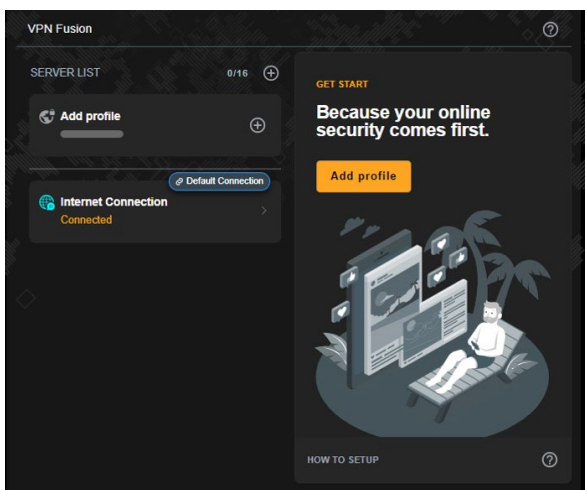 VPN Fusion
SERVER LIST
0/16
Add profile
Default Connection
Internet Connection
Connected
GET START
Because your online
security comes first.
Add profile
HOW TO SETUP